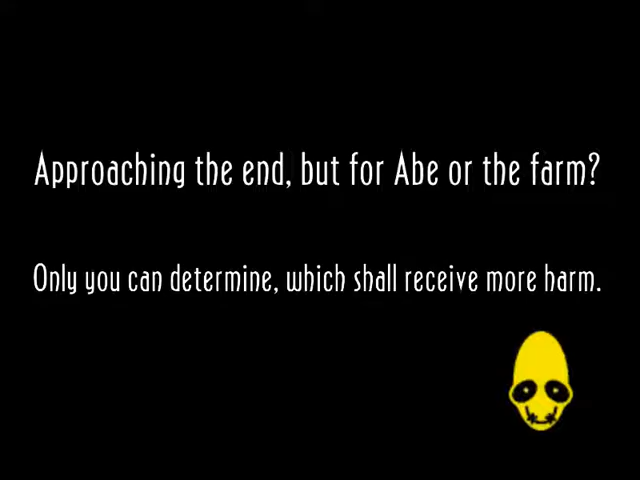 Approaching the end, but for Abe or the farm?
Only you can determine, which shall receive more harm.